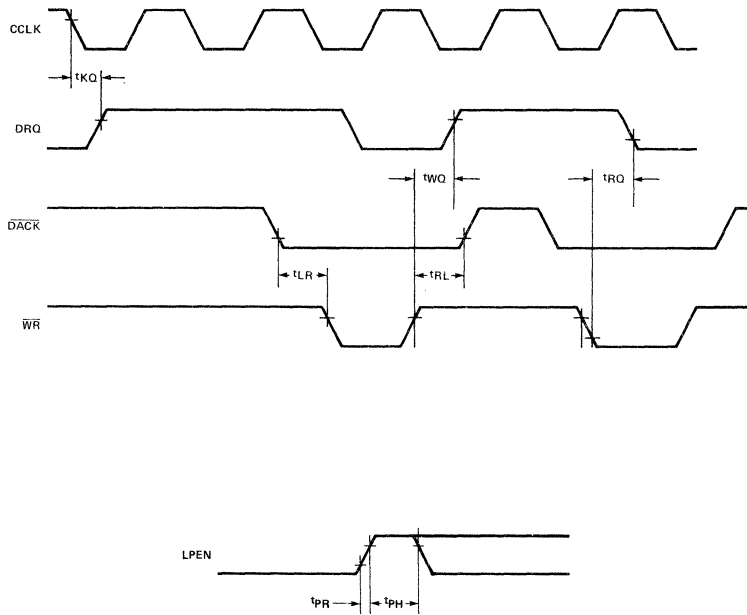 CCLK
tKQ
DRQ
tWQ
tRQ
DACK
tLR
tRL
WR
LPEN
tPR
tPH